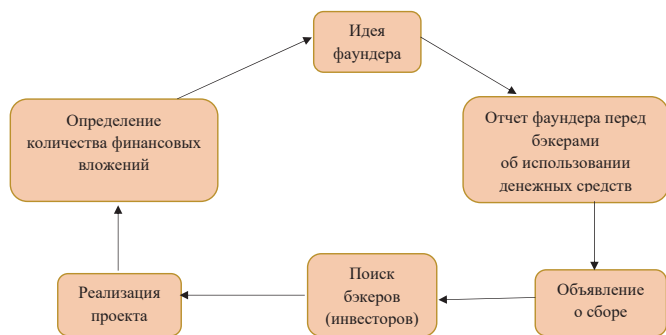 Идея
фаундера
Определение
количества финансовых
вложений
Отчет фаундера перед
бэкерами
об использовании
денежных средств
Реализация
проекта
Поиск
бэкеров
(инвесторов)
Объявление
о сборе